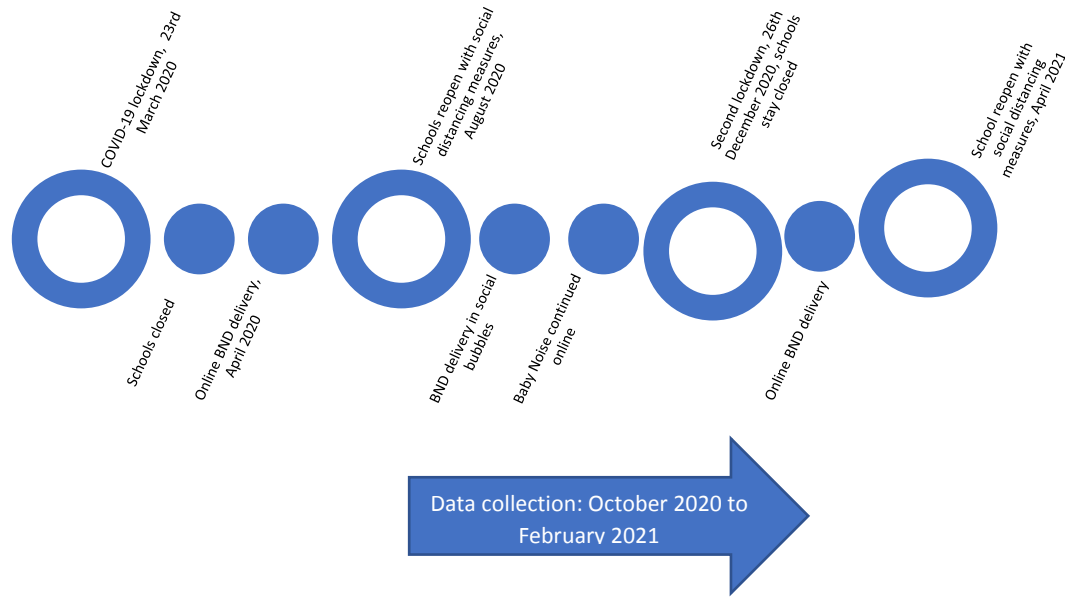 COVID-19 lockdown, 23rd
March 2020
Schools closed
Online BND delivery,
April 2020
Schools reopen with social
distancing measures,
August 2020
BND delivery in social
bubbles
Baby Noise continued
online
Second lockdown, 26th
December 2020, schools
stay closed
Online BND delivery
School reopen with
social distancing
measures, April 2021
Data collection: October 2020 to
February 2021